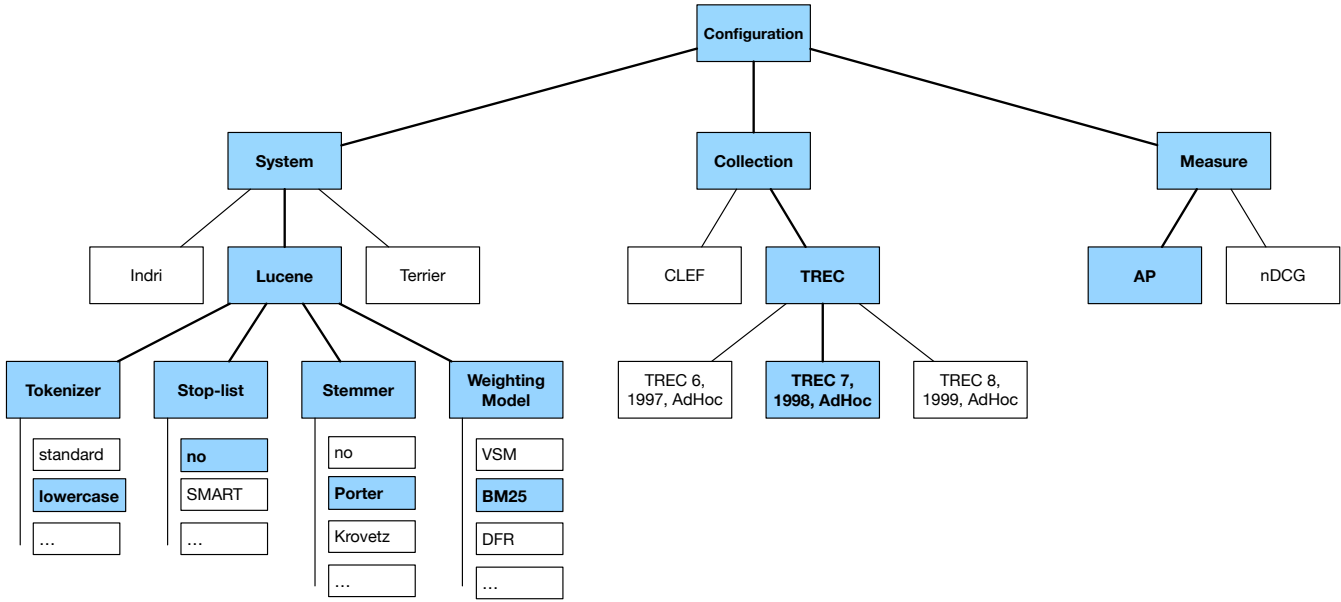 Configuration
System
Collection
Measure
Indri
Lucene
Terrier
CLEF
TREC
AP
nDCG
Tokenizer
Stop-list
Stemmer
Weighting
Model
TREC 6,
1997, AdHoc
TREC 7,
1998, AdHoc
TREC 8,
1999, AdHoc
standard
lowercase
...
no
SMART
...
no
Porter
Krovetz
...
VSM
BM25
DFR
...